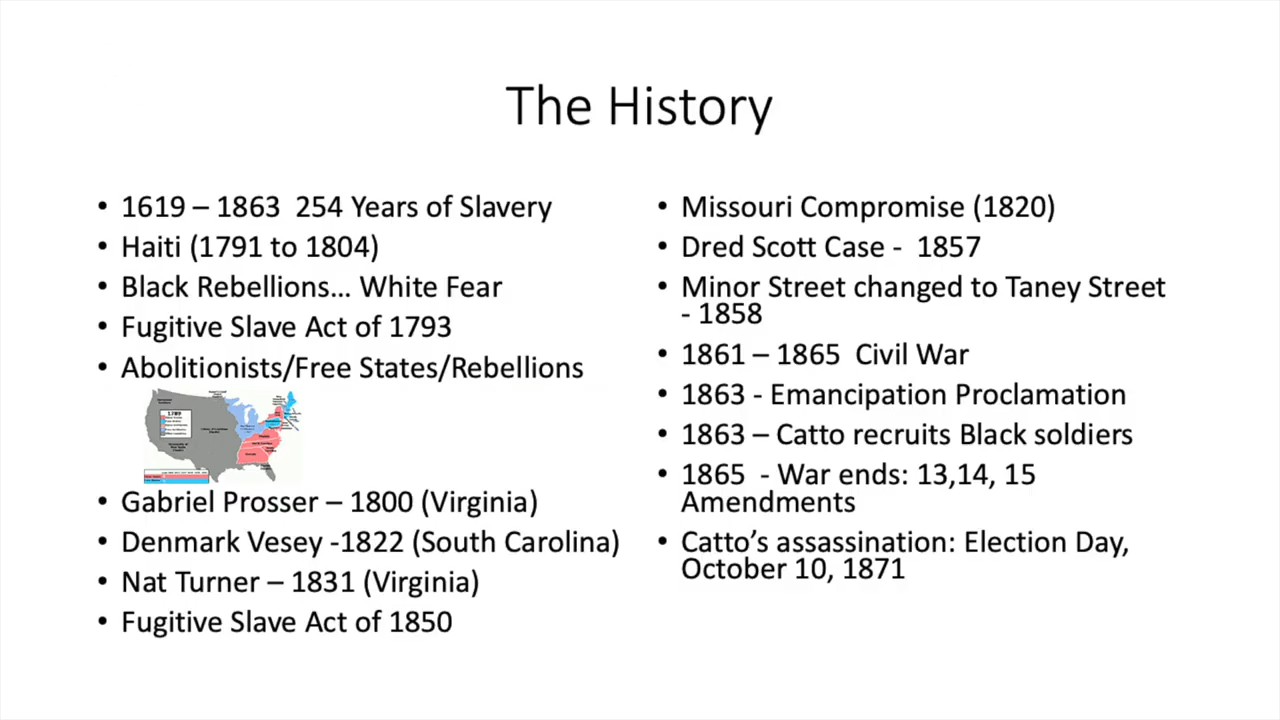 The History
• 1619 – 1863  254 Years of Slavery
• Haiti (1791 to 1804)
• Black Rebellions… White Fear
• Fugitive Slave Act of 1793
• Abolitionists/Free States/Rebellions
1789
• Gabriel Prosser – 1800 (Virginia)
• Denmark Vesey -1822 (South Carolina)
• Nat Turner – 1831 (Virginia)
• Fugitive Slave Act of 1850
• Missouri Compromise (1820)
• Dred Scott Case -  1857
• Minor Street changed to Taney Street
- 1858
• 1861 – 1865  Civil War
• 1863 - Emancipation Proclamation
• 1863 – Catto recruits Black soldiers
• 1865  - War ends: 13,14, 15
Amendments
• Catto’s assassination: Election Day,
October 10, 1871